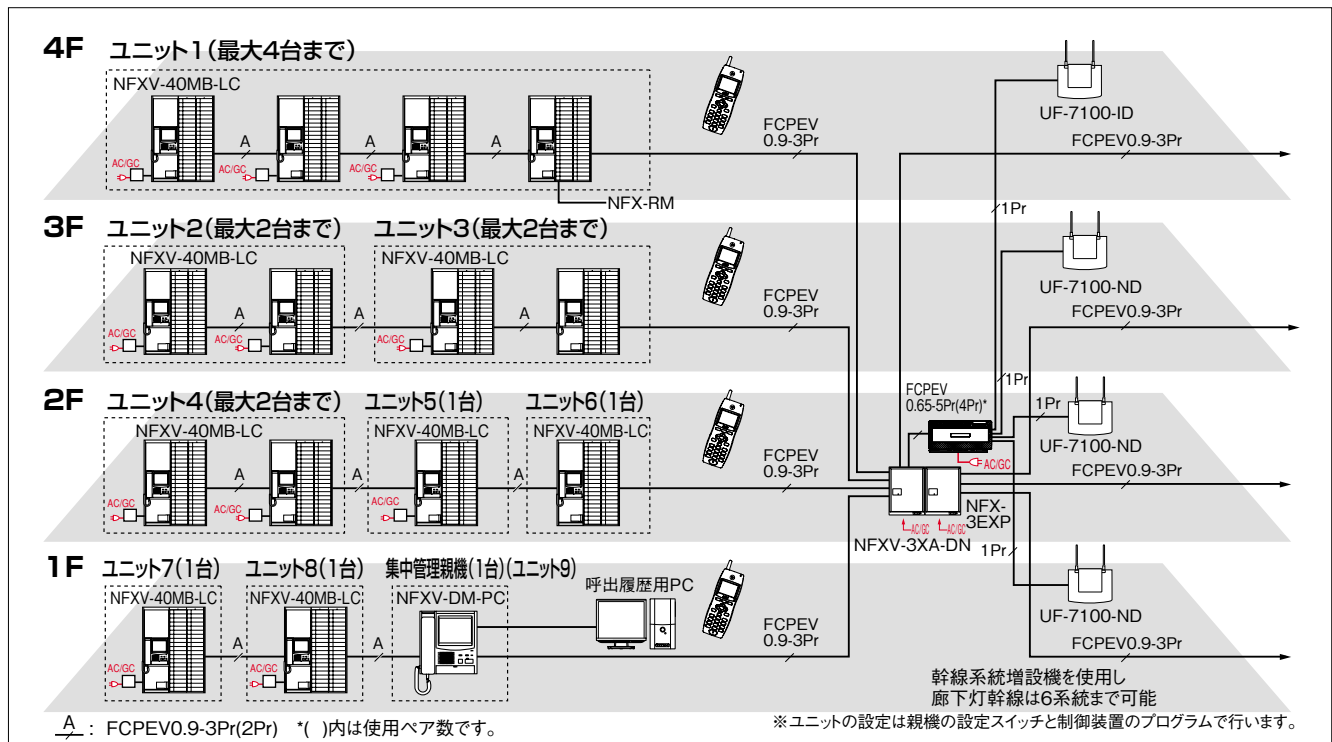 4F ユニット1(最大4台まで)
NFXV-40MB-LC
A
A
A
AC/GC
AC/GC
AC/GC
NFX-RM
FCPEV
0.9-3Pr
UF-7100-ID
FCPEV0.9-3Pr
1Pr
3F ユニット2(最大2台まで) ユニット3(最大2台まで)
NFXV-40MB-LC
NFXV-40MB-LC
A
A
A
AC/GC
AC/GC
AC/GC
FCPEV
0.9-3Pr
UF-7100-ND
FCPEV0.9-3Pr
1Pr
2F ユニット4(最大2台まで) ユニット5(1台) ユニット6(1台)
NFXV-40MB-LC
NFXV-40MB-LC
NFXV-40MB-LC
A
A
A
AC/GC
AC/GC
AC/GC
FCPEV
0.9-3Pr
FCPEV
0.65-5Pr(4Pr)*
1Pr
AC/GC
UF-7100-ND
FCPEV0.9-3Pr
NFX-
3EXP
AC/GC
AC/GC
NFXV-3XA-DN
1Pr
1F ユニット7(1台) ユニット8(1台) 集中管理親機(1台)(ユニット9)
NFXV-40MB-LC
NFXV-40MB-LC
NFXV-DM-PC
呼出履歴用PC
A
A
AC/GC
AC/GC
FCPEV
0.9-3Pr
UF-7100-ND
FCPEV0.9-3Pr
幹線系統増設機を使用し
廊下灯幹線は6系統まで可能
A : FCPEV0.9-3Pr(2Pr) *( )内は使用ペア数です。
※ユニットの設定は親機の設定スイッチと制御装置のプログラムで行います。